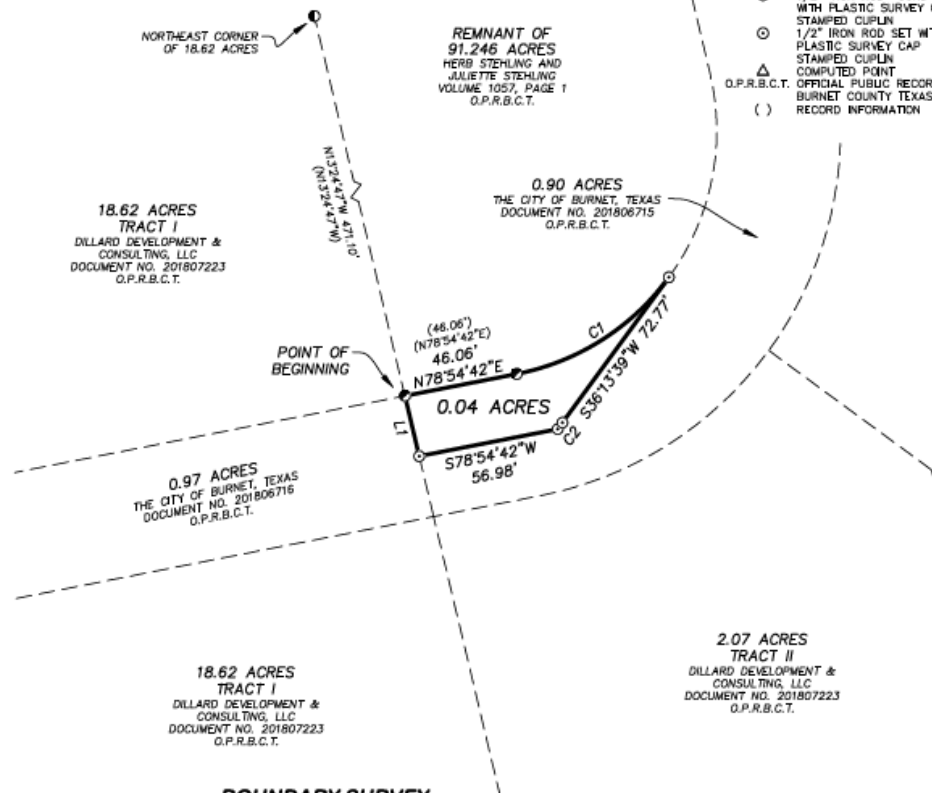 NORTHEAST CORNER
OF 18.62 ACRES
REMNANT OF
91.246 ACRES
HERB STEHLING AND
JULIETTE STEHLING
VOLUME 1057, PAGE 1
O.P.R.B.C.T.
WITH PLASTIC SURVEY
STAMPED CUPLIN
1/2" IRON ROD SET
PLASTIC SURVEY CAP
STAMPED CUPLIN
COMPUTED POINT
O.P.R.B.C.T. OFFICIAL PUBLIC
BURNET COUNTY TEXAS
( ) RECORD INFORMATION
N13°24'47"W 471.10'
(N13°24'47"W)
18.62 ACRES
TRACT I
DILLARD DEVELOPMENT &
CONSULTING, LLC
DOCUMENT NO. 201807223
O.P.R.B.C.T.
0.90 ACRES
THE CITY OF BURNET, TEXAS
DOCUMENT NO. 201806715
O.P.R.B.C.T.
POINT OF
BEGINNING
(46.06')
(N78°54'42"E)
46.06'
N78°54'42"E
C1
S36°13'39"W 72.77'
0.04 ACRES
L1
C2
S78°54'42"W
56.98'
0.97 ACRES
THE CITY OF BURNET, TEXAS
DOCUMENT NO. 201806716
O.P.R.B.C.T.
18.62 ACRES
TRACT I
DILLARD DEVELOPMENT &
CONSULTING, LLC
DOCUMENT NO. 201807223
O.P.R.B.C.T.
2.07 ACRES
TRACT II
DILLARD DEVELOPMENT &
CONSULTING, LLC
DOCUMENT NO. 201807223
O.P.R.B.C.T.
BOUNDARY SURVEY